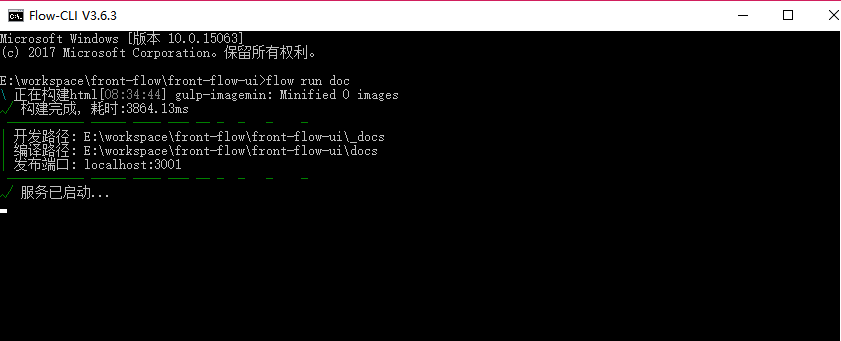 Flow-CLI V3.6.3
Microsoft Windows [版本 10.0.15063]
(c) 2017 Microsoft Corporation。保留所有权利。
E:\workspace\front-flow\front-flow-ui>flow run doc
\ 正在构建html[08:34:44] gulp-imagemin: Minified 0 images
√ 构建完成, 耗时:3864.13ms
| 开发路径: E:\workspace\front-flow\front-flow-ui\_docs
| 编译路径: E:\workspace\front-flow\front-flow-ui\docs
| 发布端口: localhost:3001
√ 服务已启动...